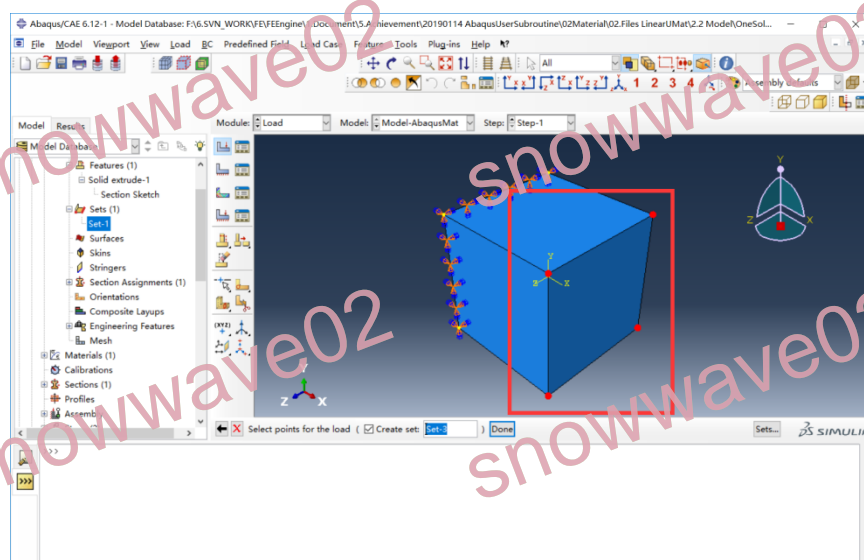 Abaqus/CAE 6.12-1 - Model Database: F:\6.SVN_WORK\FE\FEEngine\ Document\5.Achievement\20190114 AbaqusUserSubroutine\02Material\02.Files LinearUMat\2.2 Model\OneSol...
File Model Viewport View Load BC Predefined Field Load Case Feature Tools Plug-ins Help
All
1 2 3 4 Assembly defaults
Model Results
Module: Load Model: Model-AbaqusMat Step: Step-1
Model Database
Features (1)
Solid extrude-1
Section Sketch
Sets (1)
Set-1
Surfaces
Skins
Stringers
Section Assignments (1)
Orientations
Composite Layups
Engineering Features
Mesh
Materials (1)
Calibrations
Sections (1)
Profiles
Assembly
(XYZ)
Y
Z X
Y
X
Y
Z X
Select points for the load ( Create set: Set-3 ) Done
Sets...
SIMULI
>>
>>>
snowwave02
snowwave02
snowwave02
snowwave02